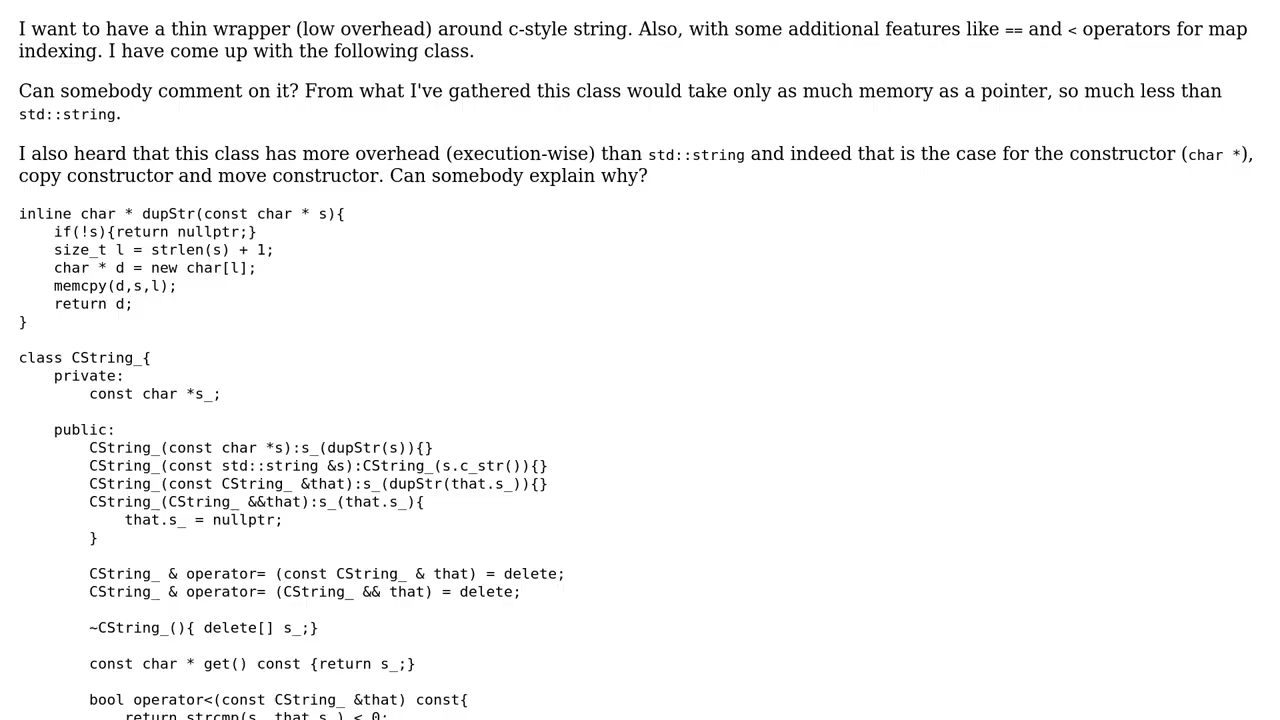 I want to have a thin wrapper (low overhead) around c-style string. Also, with some additional features like == and < operators for map
indexing. I have come up with the following class.
Can somebody comment on it? From what I've gathered this class would take only as much memory as a pointer, so much less than
std::string.
I also heard that this class has more overhead (execution-wise) than std::string and indeed that is the case for the constructor (char *),
copy constructor and move constructor. Can somebody explain why?
inline char * dupStr(const char * s){
    if(!s){return nullptr;}
    size_t l = strlen(s) + 1;
    char * d = new char[l];
    memcpy(d,s,l);
    return d;
}
class CString_{
    private:
        const char *s_;
    public:
        CString_(const char *s):s_(dupStr(s)){}
        CString_(const std::string &s):CString_(s.c_str()){}
        CString_(const CString_ &that):s_(dupStr(that.s_)){}
        CString_(CString_ &&that):s_(that.s_){
            that.s_ = nullptr;
        }
        CString_ & operator= (const CString_ & that) = delete;
        CString_ & operator= (CString_ && that) = delete;
        ~CString_(){ delete[] s_;}
        const char * get() const {return s_;}
        bool operator<(const CString_ &that) const{
            return strcmp(s_,that.s_) < 0;